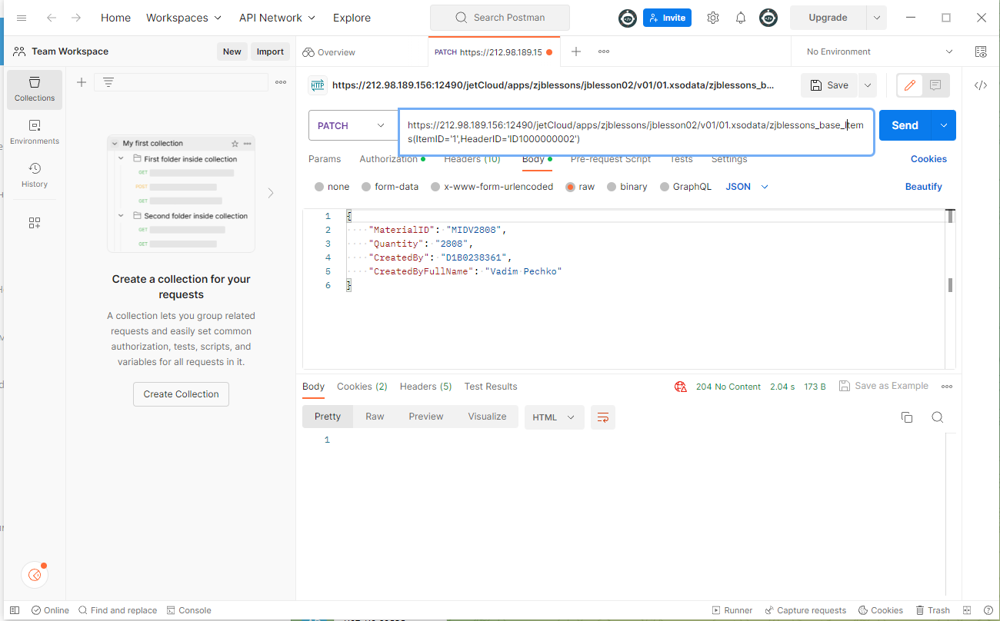 Home Workspaces API Network Explore Search Postman Invite Upgrade
Team Workspace New Import Overview PATCH https://212.98.189.15 No Environment
Collections
Environments
History
My first collection
First folder inside collection
GET
POST
GET
Second folder inside collection
GET
GET
Create a collection for your
requests
A collection lets you group related
requests and easily set common
authorization, tests, scripts, and
variables for all requests in it.
Create Collection
HTTP https://212.98.189.156:12490/jetCloud/apps/zjblessons/jblesson02/v01/01.xsodata/zjblessons_b... Save
PATCH https://212.98.189.156:12490/jetCloud/apps/zjblessons/jblesson02/v01/01.xsodata/zjblessons_base_Item
s(ItemID='1',HeaderID='ID1000000002') Send
Params Authorization Headers (10) Body Pre-request Script Tests Settings Cookies
none form-data x-www-form-urlencoded raw binary GraphQL JSON Beautify
1 {
2 "MaterialID": "MIDV2808",
3 "Quantity": "2808",
4 "CreatedBy": "D1B0238361",
5 "CreatedByFullName": "Vadim Pechko"
6 }
Body Cookies (2) Headers (5) Test Results 204 No Content 2.04 s 173 B Save as Example
Pretty Raw Preview Visualize HTML
1
Online Find and replace Console Runner Capture requests Cookies Trash